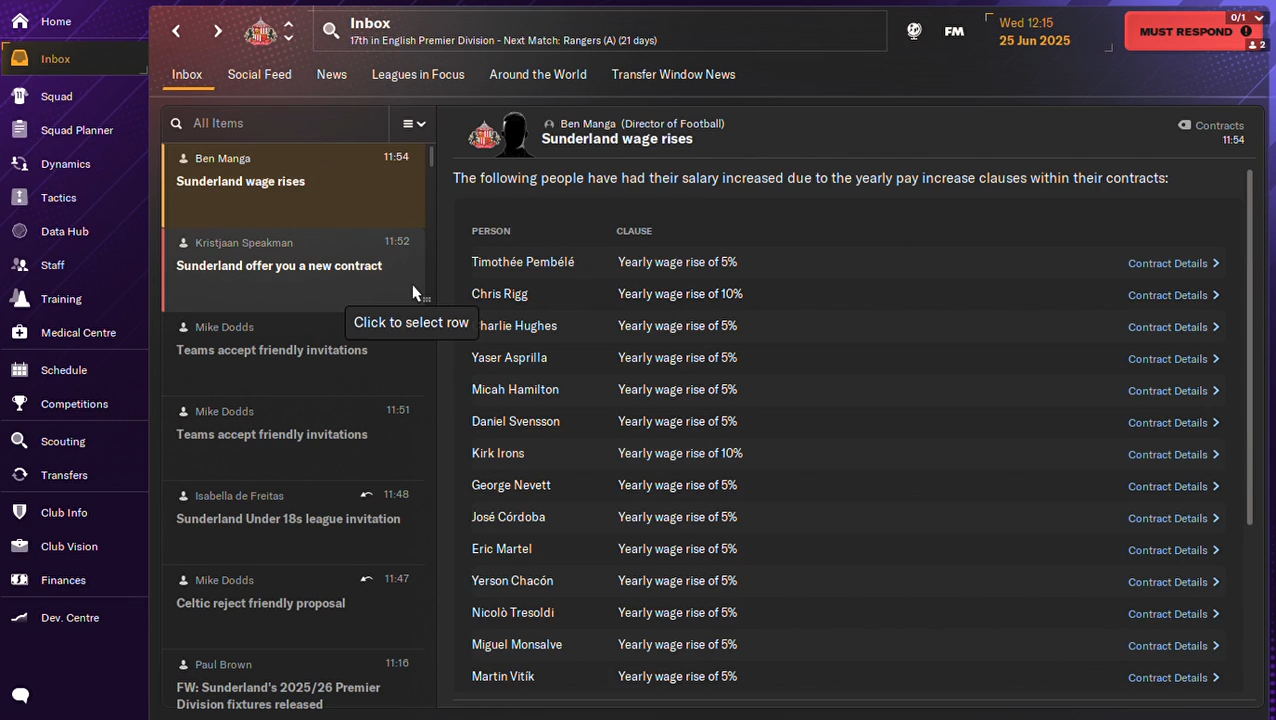 Home
Inbox
Squad
Squad Planner
Dynamics
Tactics
Data Hub
Staff
Training
Medical Centre
Schedule
Competitions
Scouting
Transfers
Club Info
Club Vision
Finances
Dev. Centre
Inbox
17th in English Premier Division - Next Match: Rangers (A) (21 days)
FM
Wed 12:15
25 Jun 2025
0/1
MUST RESPOND
2
Inbox Social Feed News Leagues in Focus Around the World Transfer Window News
All Items
Ben Manga 11:54
Sunderland wage rises
Kristjaan Speakman 11:52
Sunderland offer you a new contract
Click to select row
Mike Dodds
Teams accept friendly invitations
Mike Dodds 11:51
Teams accept friendly invitations
Isabella de Freitas 11:48
Sunderland Under 18s league invitation
Mike Dodds 11:47
Celtic reject friendly proposal
Paul Brown 11:16
FW: Sunderland's 2025/26 Premier
Division fixtures released
Ben Manga (Director of Football)
Sunderland wage rises
Contracts
11:54
The following people have had their salary increased due to the yearly pay increase clauses within their contracts:
PERSON CLAUSE
Timothée Pembélé Yearly wage rise of 5% Contract Details
Chris Rigg Yearly wage rise of 10% Contract Details
harlie Hughes Yearly wage rise of 5% Contract Details
Yaser Asprilla Yearly wage rise of 5% Contract Details
Micah Hamilton Yearly wage rise of 5% Contract Details
Daniel Svensson Yearly wage rise of 5% Contract Details
Kirk Irons Yearly wage rise of 10% Contract Details
George Nevett Yearly wage rise of 5% Contract Details
José Córdoba Yearly wage rise of 5% Contract Details
Eric Martel Yearly wage rise of 5% Contract Details
Yerson Chacón Yearly wage rise of 5% Contract Details
Nicolò Tresoldi Yearly wage rise of 5% Contract Details
Miguel Monsalve Yearly wage rise of 5% Contract Details
Martin Vitík Yearly wage rise of 5% Contract Details